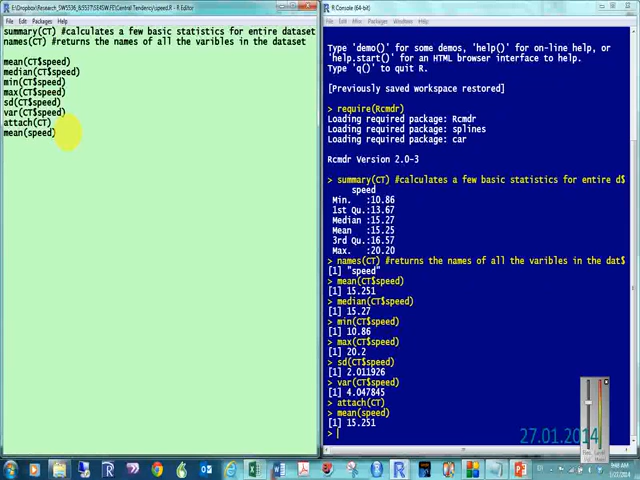 E:\Dropbox\Research_SW5536_&5537\SE4SW.FE\Central Tendency\speed.R - R Editor
File Edit Packages Help
summary(CT) #calculates a few basic statistics for entire dataset
names(CT) #returns the names of all the varibles in the dataset
mean(CT$speed)
median(CT$speed)
min(CT$speed)
max(CT$speed)
sd(CT$speed)
var(CT$speed)
attach(CT)
mean(speed)
R Console (64-bit)
File Edit Misc Packages Windows Help
Type 'demo()' for some demos, 'help()' for on-line help, or
'help.start()' for an HTML browser interface to help.
Type 'q()' to quit R.
[Previously saved workspace restored]
> require(Rcmdr)
Loading required package: Rcmdr
Loading required package: splines
Loading required package: car
Rcmdr Version 2.0-3
> summary(CT) #calculates a few basic statistics for entire d$
speed
Min. :10.86
1st Qu.:13.67
Median :15.27
Mean :15.25
3rd Qu.:16.57
Max. :20.20
> names(CT) #returns the names of all the varibles in the dat$
[1] "speed"
> mean(CT$speed)
[1] 15.251
> median(CT$speed)
[1] 15.27
> min(CT$speed)
[1] 10.86
> max(CT$speed)
[1] 20.2
> sd(CT$speed)
[1] 2.011926
> var(CT$speed)
[1] 4.047845
> attach(CT)
> mean(speed)
[1] 15.251
>
27.01.2014
9:48 AM
1/27/2014